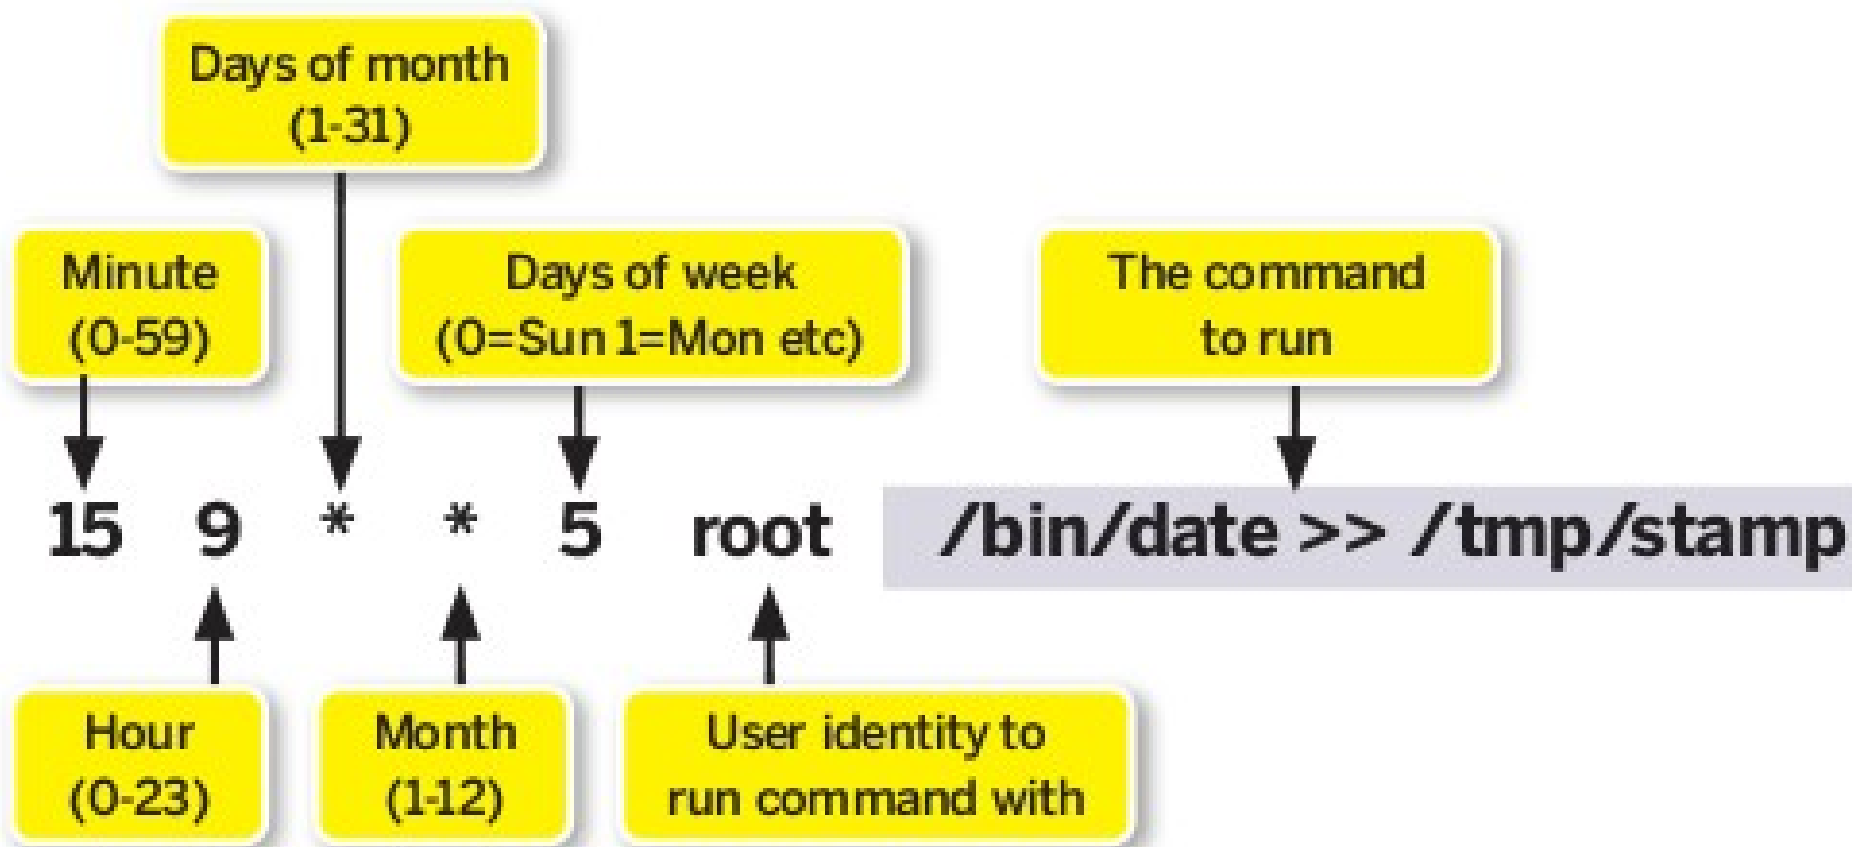 Days of month
(1-31)
Minute
(0-59)
Days of week
(0=Sun 1=Mon etc)
The command
to run
15 9 * * 5 root /bin/date >> /tmp/stamp
Hour
(0-23)
Month
(1-12)
User identity to
run command with